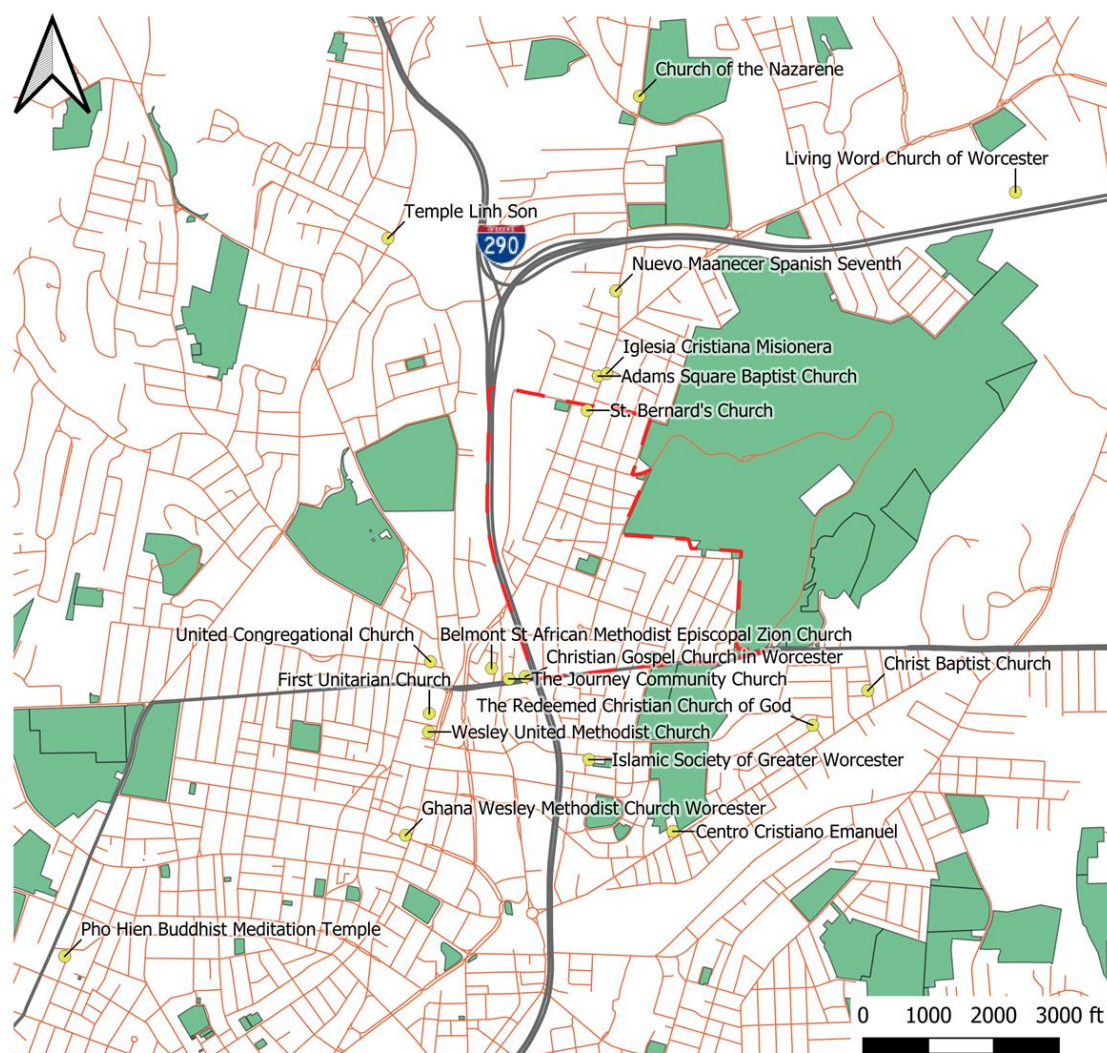 Church of the Nazarene
Living Word Church of Worcester
Temple Linh Son
INTERSTATE
290
Nuevo Maanecer Spanish Seventh
Iglesia Cristiana Misionera
Adams Square Baptist Church
St. Bernard's Church
United Congregational Church
Belmont St African Methodist Episcopal Zion Church
Christian Gospel Church in Worcester
Christ Baptist Church
First Unitarian Church
The Journey Community Church
The Redeemed Christian Church of God
Wesley United Methodist Church
Islamic Society of Greater Worcester
Ghana Wesley Methodist Church Worcester
Centro Cristiano Emanuel
Pho Hien Buddhist Meditation Temple
0 1000 2000 3000 ft